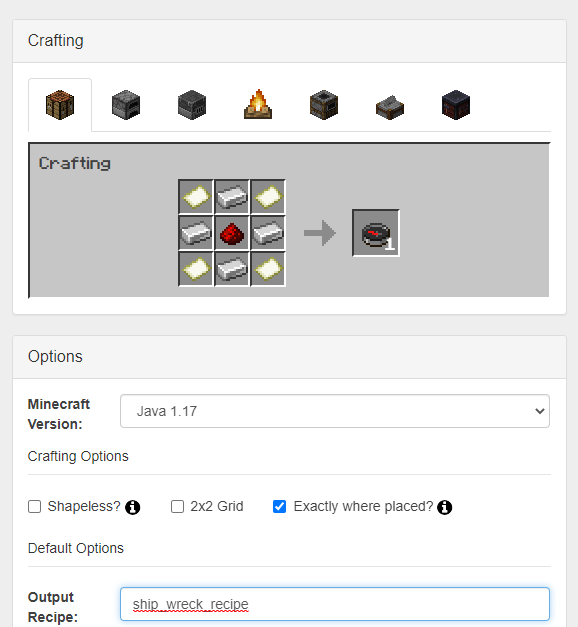 Crafting
Crafting
1
Options
Minecraft Version:
Java 1.17
Crafting Options
Shapeless?
2x2 Grid
Exactly where placed?
Default Options
Output Recipe:
ship_wreck_recipe